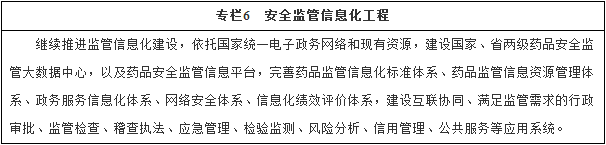 专栏6 安全监管信息化工程
继续推进监管信息化建设，依托国家统一电子政务网络和现有资源，建设国家、省两级药品安全监
管大数据中心，以及药品安全监管信息平台，完善药品监管信息化标准体系、药品监管信息资源管理体
系、政务服务信息化体系、网络安全体系、信息化绩效评价体系，建设互联协同、满足监管需求的行政
审批、监管检查、稽查执法、应急管理、检验监测、风险分析、信用管理、公共服务等应用系统。